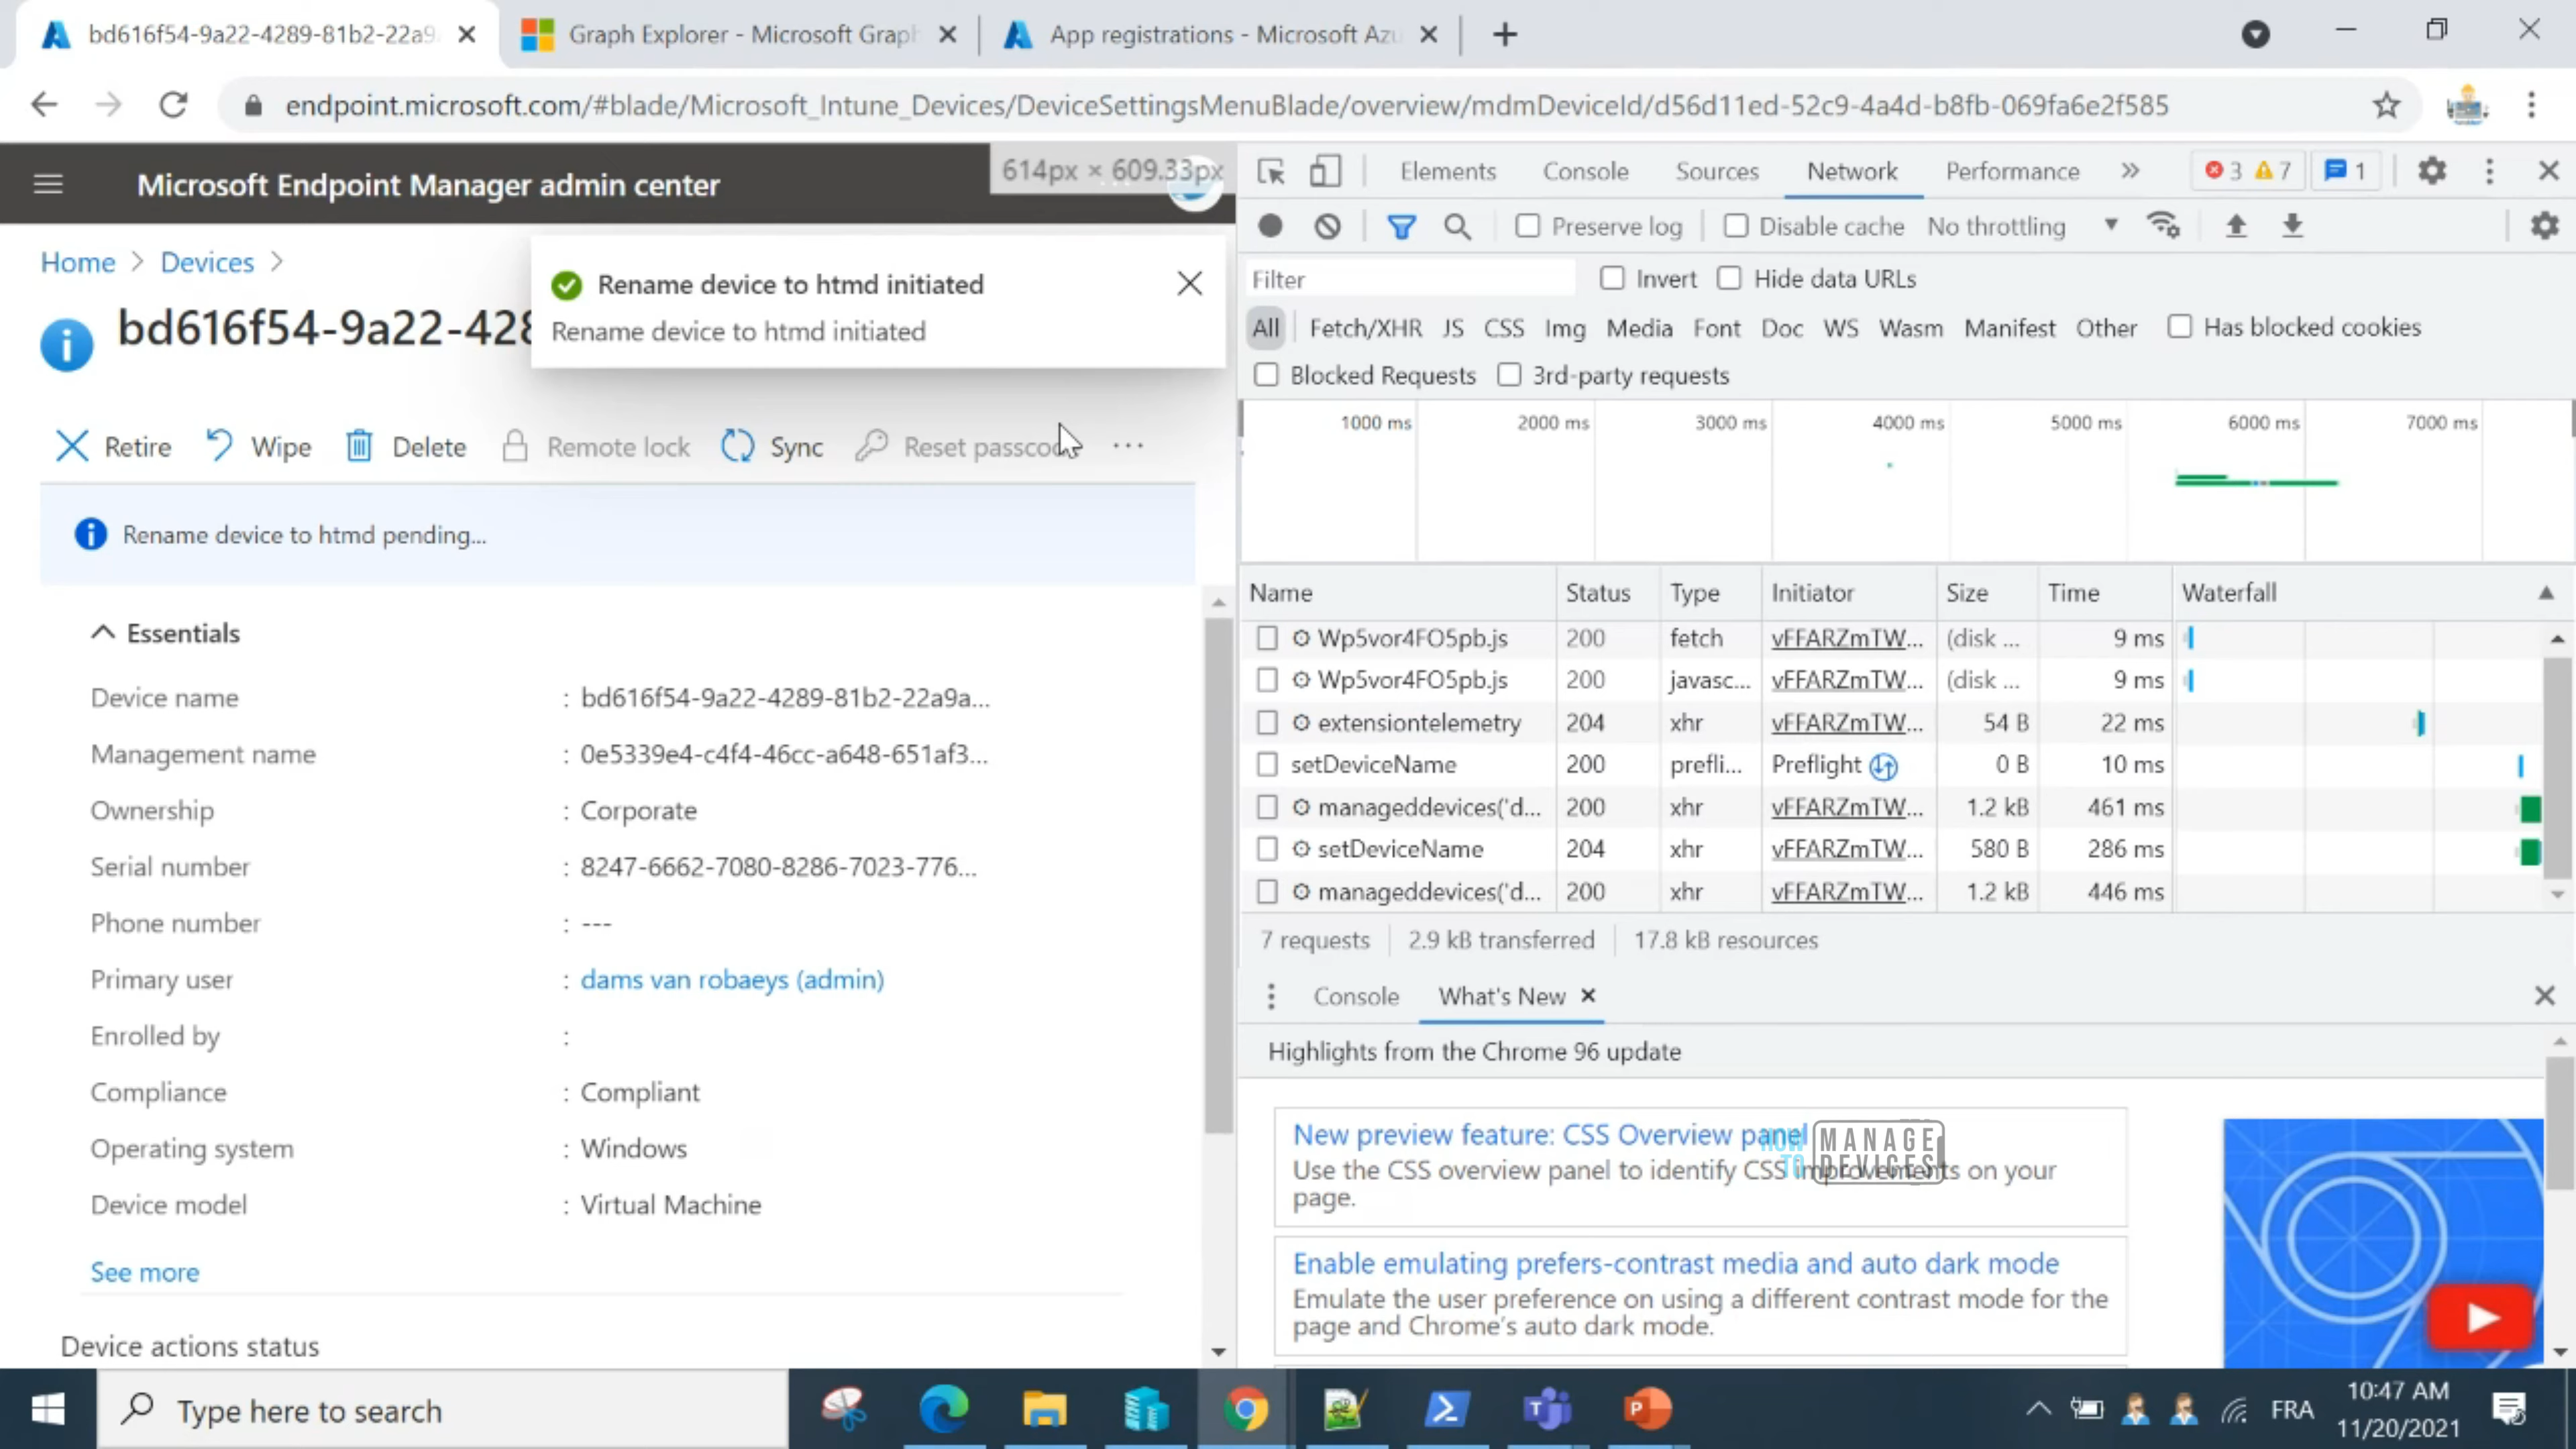 bd616f54-9a22-4289-81b2-22a9
Graph Explorer - Microsoft Graph
App registrations - Microsoft Azu
endpoint.microsoft.com/#blade/Microsoft_Intune_Devices/DeviceSettingsMenuBlade/overview/mdmDeviceId/d56d11ed-52c9-4a4d-b8fb-069fa6e2f585
Microsoft Endpoint Manager admin center
614px × 609.33px
Home > Devices >
bd616f54-9a22-428
Rename device to htmd initiated
Rename device to htmd initiated
Retire Wipe Delete Remote lock Sync Reset passco ...
Rename device to htmd pending...
Essentials
Device name : bd616f54-9a22-4289-81b2-22a9a...
Management name : 0e5339e4-c4f4-46cc-a648-651af3...
Ownership : Corporate
Serial number : 8247-6662-7080-8286-7023-776...
Phone number : ---
Primary user : dams van robaeys (admin)
Enrolled by :
Compliance : Compliant
Operating system : Windows
Device model : Virtual Machine
See more
Device actions status
Elements Console Sources Network Performance » 3 7 1
Preserve log Disable cache No throttling
Filter Invert Hide data URLs
All Fetch/XHR JS CSS Img Media Font Doc WS Wasm Manifest Other Has blocked cookies
Blocked Requests 3rd-party requests
1000 ms 2000 ms 3000 ms 4000 ms 5000 ms 6000 ms 7000 ms
Name Status Type Initiator Size Time Waterfall
Wp5vor4FO5pb.js 200 fetch vFFARZmTW... (disk ... 9 ms
Wp5vor4FO5pb.js 200 javasc... vFFARZmTW... (disk ... 9 ms
extensiontelemetry 204 xhr vFFARZmTW... 54 B 22 ms
setDeviceName 200 prefli... Preflight 0 B 10 ms
manageddevices('d... 200 xhr vFFARZmTW... 1.2 kB 461 ms
setDeviceName 204 xhr vFFARZmTW... 580 B 286 ms
manageddevices('d... 200 xhr vFFARZmTW... 1.2 kB 446 ms
7 requests 2.9 kB transferred 17.8 kB resources
Console What's New
Highlights from the Chrome 96 update
New preview feature: CSS Overview panel
Use the CSS overview panel to identify CSS improvements on your
page.
HOW TO MANAGE DEVICES
Enable emulating prefers-contrast media and auto dark mode
Emulate the user preference on using a different contrast mode for the
page and Chrome's auto dark mode.
Type here to search
FRA
10:47 AM
11/20/2021